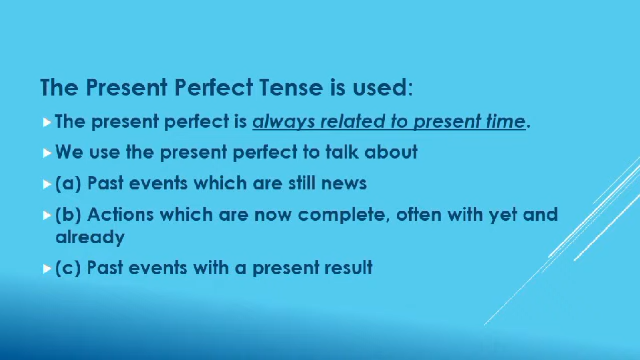 The Present Perfect Tense is used:
The present perfect is always related to present time.
We use the present perfect to talk about
(a) Past events which are still news
(b) Actions which are now complete, often with yet and
already
(c) Past events with a present result